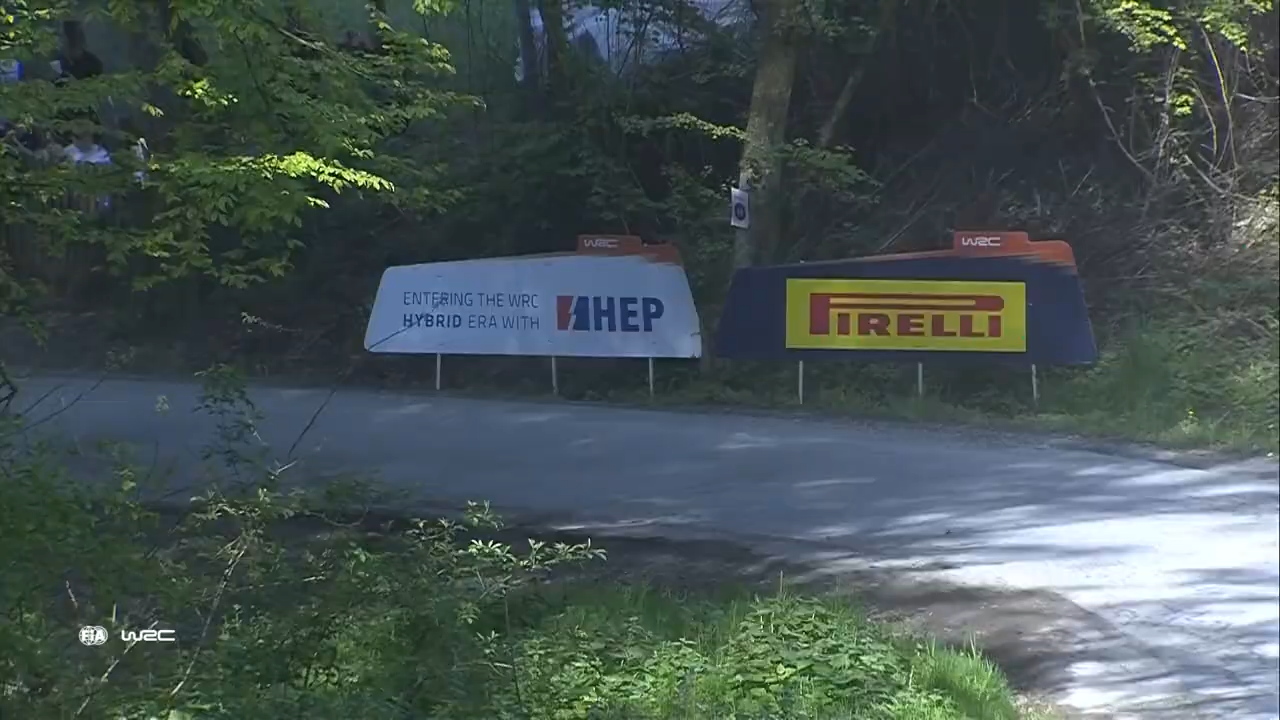 WRC
ENTERING THE WRC
HYBRID ERA WITH
HEP
WRC
PIRELLI
FIA WRC